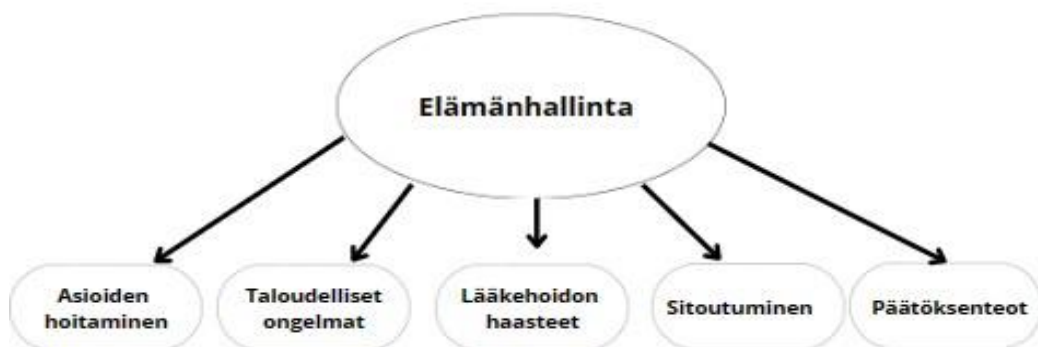 Elämänhallinta
Asioiden
hoitaminen
Taloudelliset
ongelmat
Lääkehoidon
haasteet
Sitoutuminen
Päätöksenteot